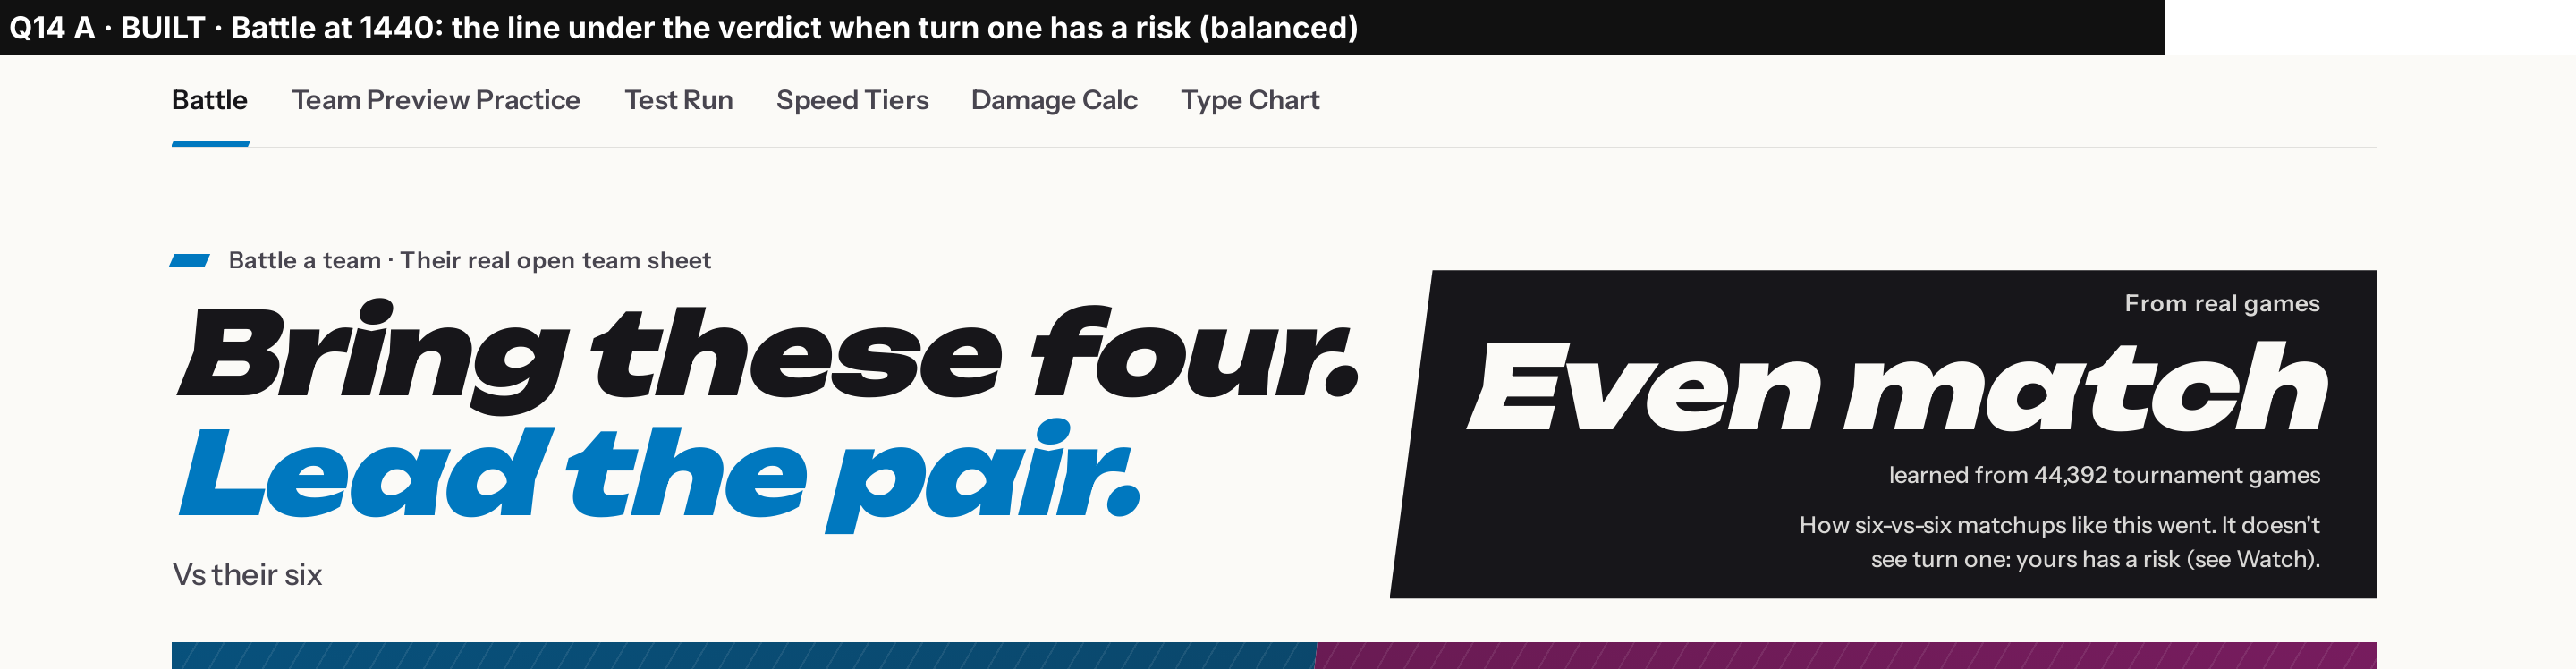 Q14 A · BUILT · Battle at 1440: the line under the verdict when turn one has a risk (balanced)
Battle Team Preview Practice Test Run Speed Tiers Damage Calc Type Chart
Battle a team · Their real open team sheet
Bring these four.
Lead the pair.
Vs their six
From real games
Even match
learned from 44,392 tournament games
How six-vs-six matchups like this went. It doesn't
see turn one: yours has a risk (see Watch).